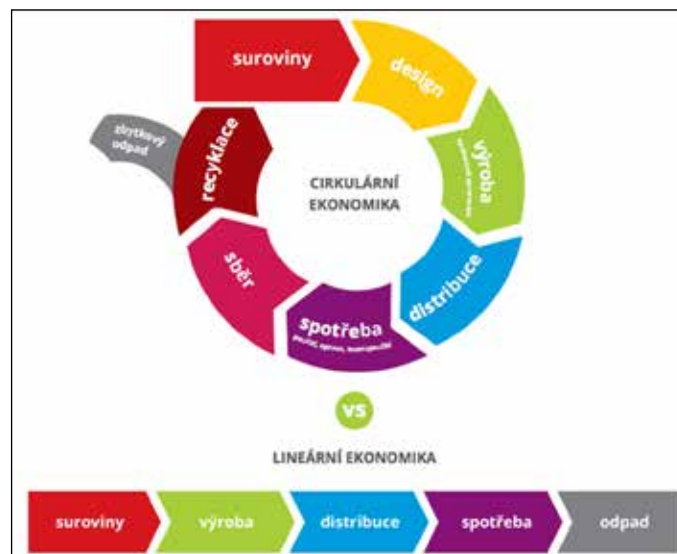 suroviny
design
výroba
distribuce
spotřeba
sběr
recyklace
zbytkový
odpad
CIRKULÁRNÍ
EKONOMIKA
VS
LINEÁRNÍ EKONOMIKA
suroviny
výroba
distribuce
spotřeba
odpad